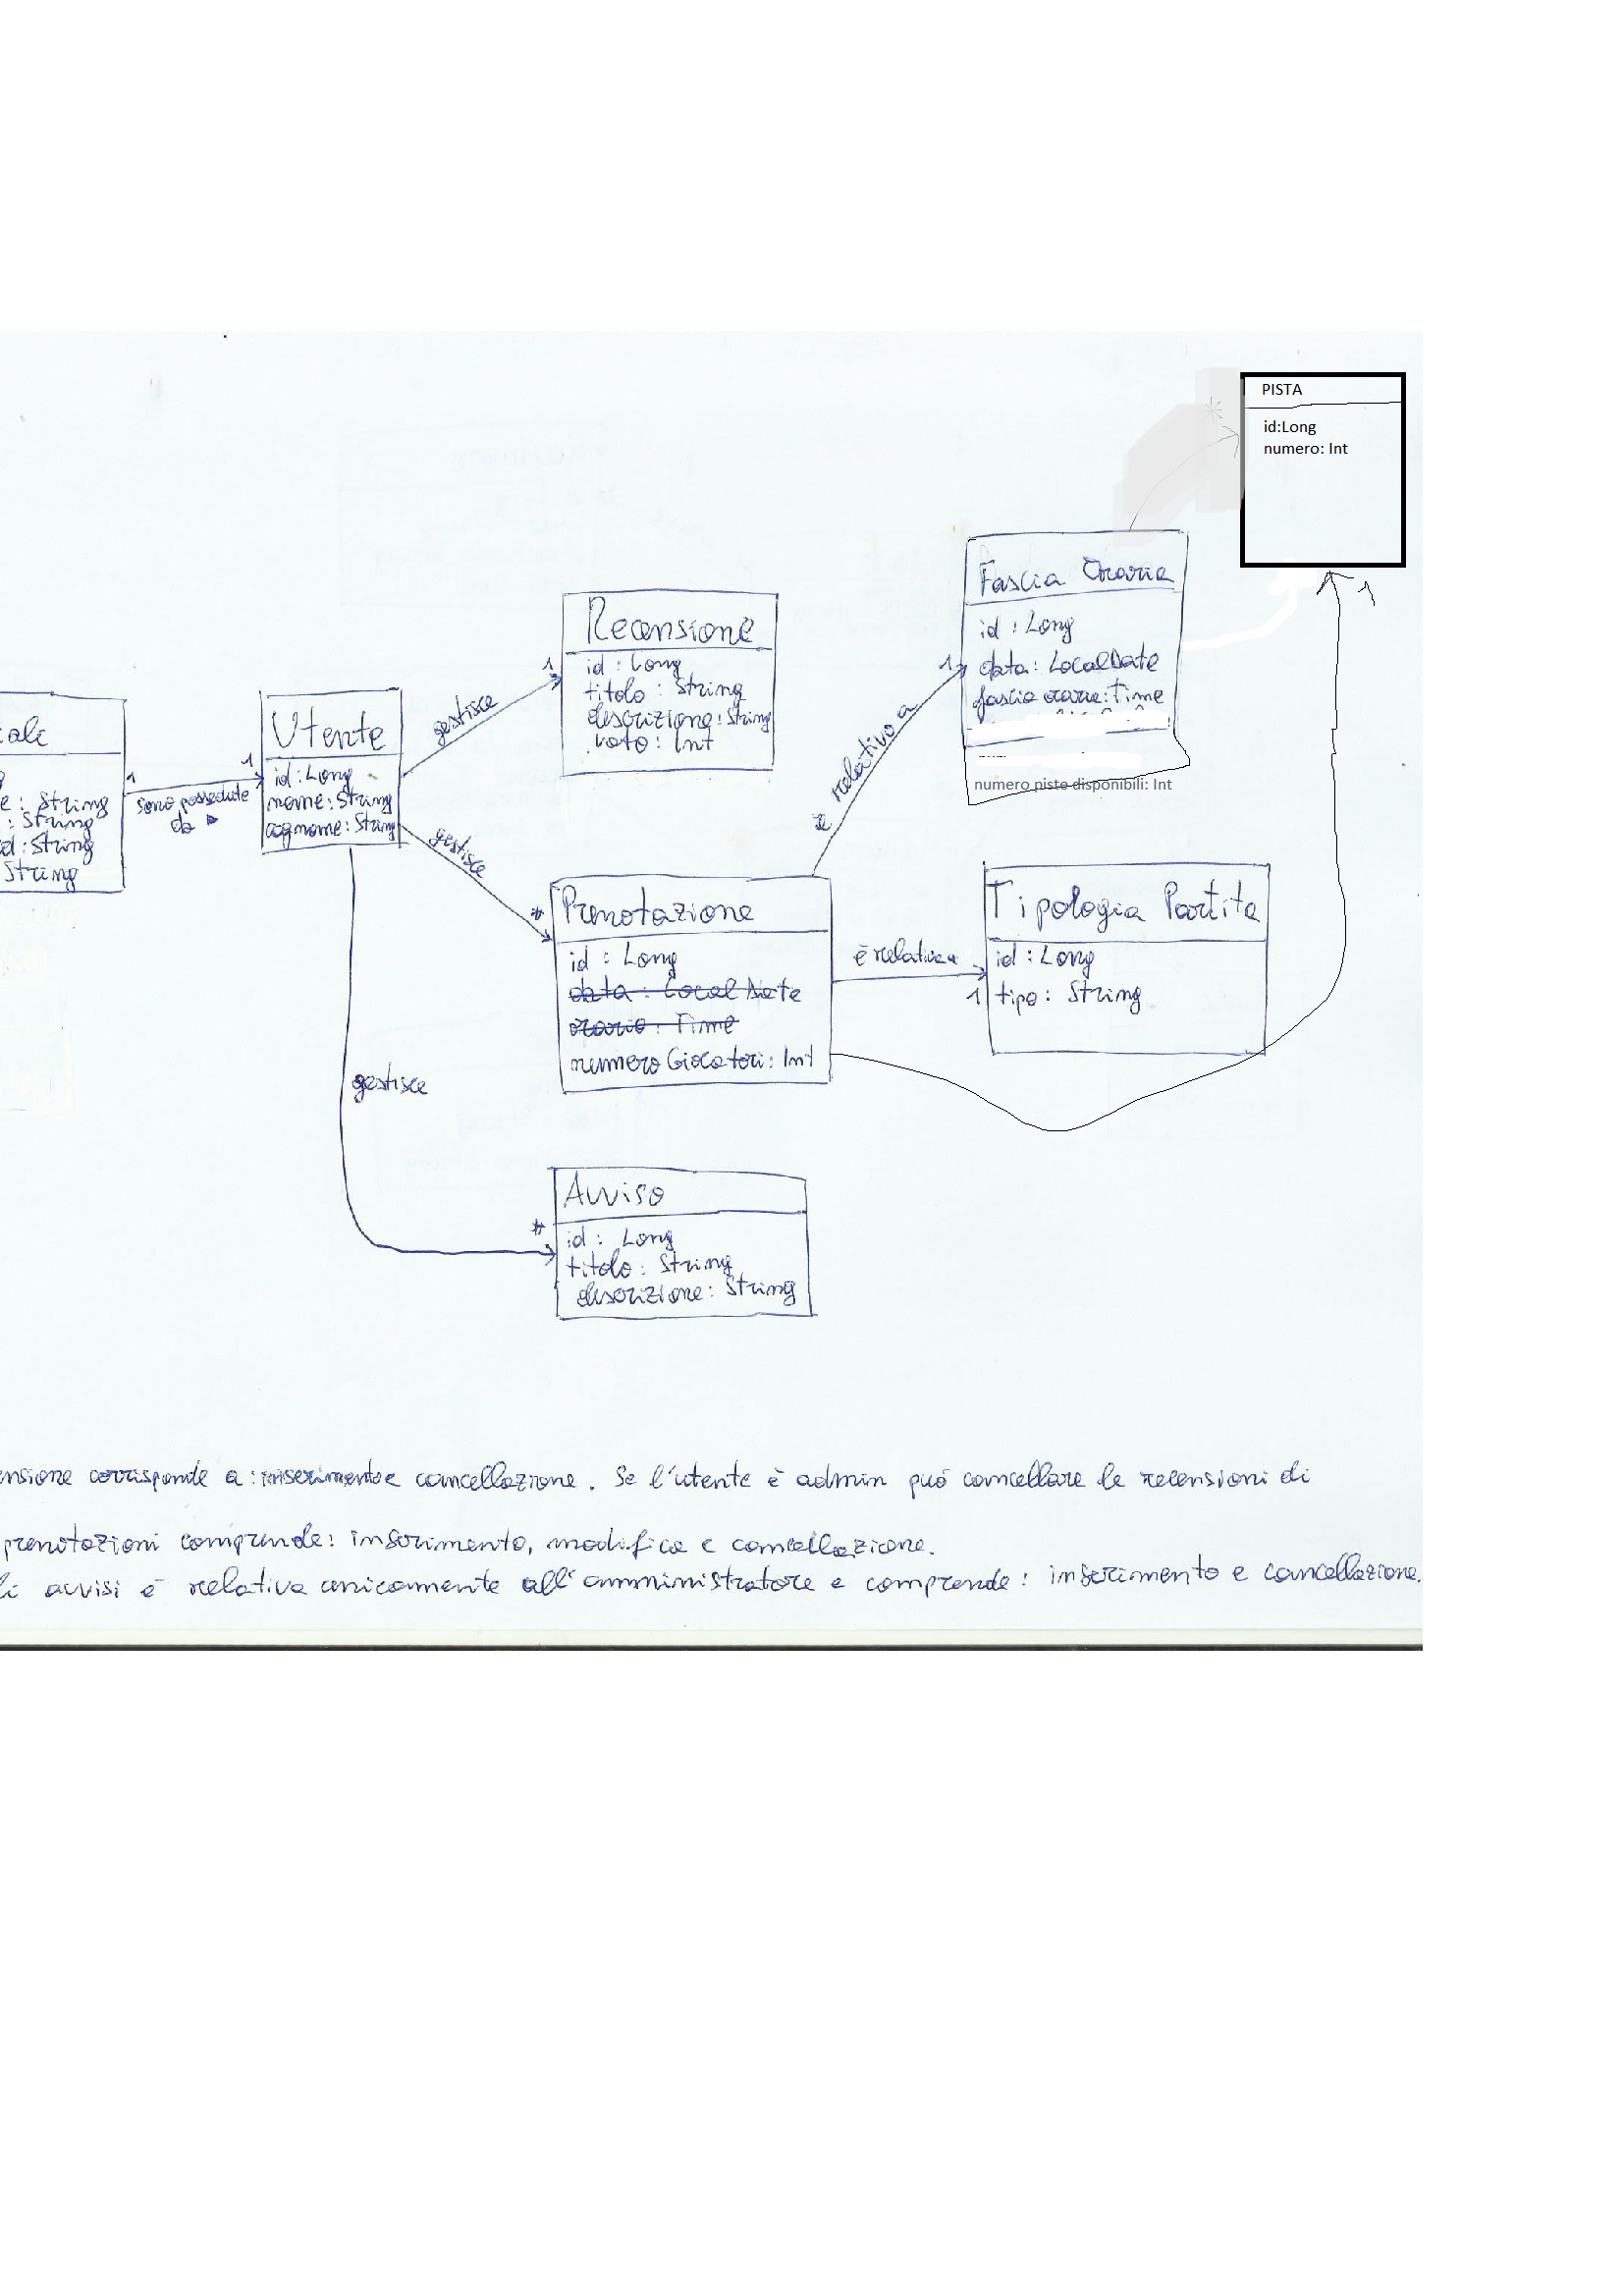 PISTA
id:Long
numero: Int
*
1
Fascia Oraria
id : Long
data : LocalDate
fascia oraria: Time
numero piste disponibili: Int
1
è relativo a
Recensione
id : Long
titolo : String
descrizione : String
voto : Int
1
gestisce
Utente
id : Long
nome : String
cognome : String
1
1
sono possedute
da
e : String
: String
d : String
String
gestisce
*
Prenotazione
id : Long
data : Local Date
orario : Time
numero Giocatori : Int
è relativa a
1
Tipologia Partita
id : Long
tipo : String
gestisce
*
Avviso
id : Long
titolo : String
descrizione : String
ensione corrisponde a : inserimento e cancellazione. Se l'utente è admin può cancellare le recensioni di
prenotazioni comprende : inserimento, modifica e cancellazione.
li avvisi è relativa unicamente all'amministratore e comprende : inserimento e cancellazione.